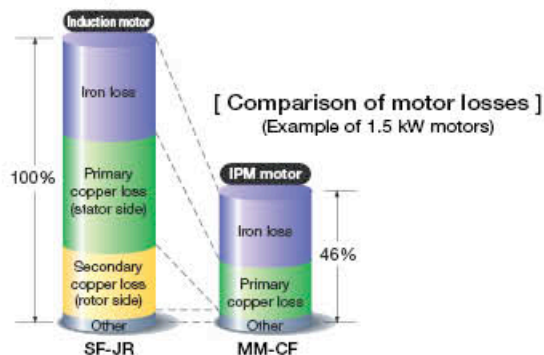 Induction motor
Iron loss
[ Comparison of motor losses ]
(Example of 1.5 kW motors)
Primary
copper loss
(stator side)
100%
IPM motor
Iron loss
46%
Secondary
copper loss
(rotor side)
Primary
copper loss
Other
Other
SF-JR
MM-CF